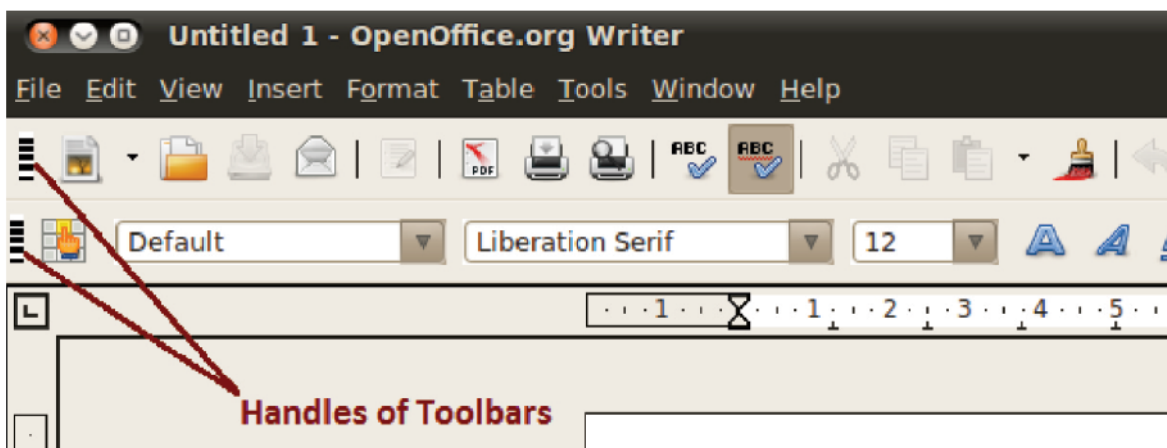 Untitled 1 - OpenOffice.org Writer
File Edit View Insert Format Table Tools Window Help
PDF ABC ABC
Default Liberation Serif 12 A A
1 1 2 3 4 5
Handles of Toolbars